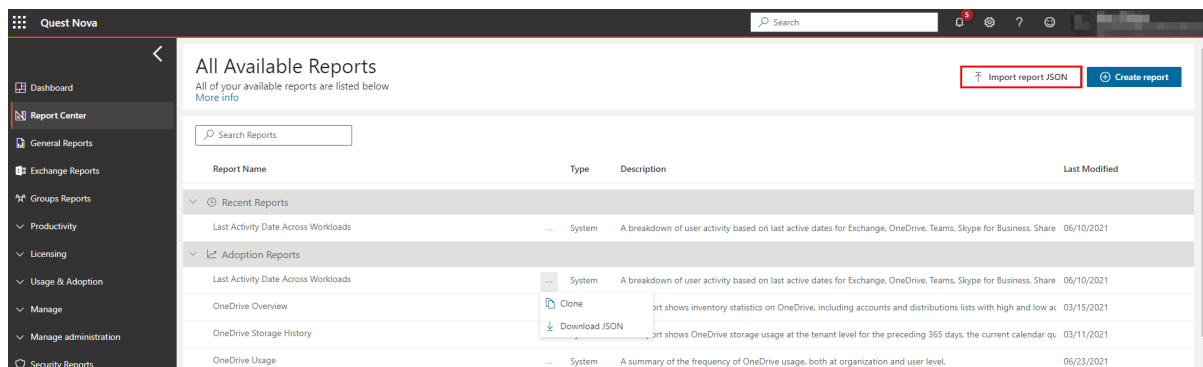 Quest Nova
Search
5
?
All Available Reports
All of your available reports are listed below
More info
Import report JSON
Create report
Dashboard
Report Center
General Reports
Exchange Reports
Groups Reports
Productivity
Licensing
Usage & Adoption
Manage
Manage administration
Security Reports
Search Reports
Report Name Type Description Last Modified
Recent Reports
Last Activity Date Across Workloads ... System A breakdown of user activity based on last active dates for Exchange, OneDrive, Teams, Skype for Business, Share 06/10/2021
Adoption Reports
Last Activity Date Across Workloads ... System A breakdown of user activity based on last active dates for Exchange, OneDrive, Teams, Skype for Business, Share 06/10/2021
Clone
Download JSON
OneDrive Overview ort shows inventory statistics on OneDrive, including accounts and distributions lists with high and low ac 03/15/2021
OneDrive Storage History ort shows OneDrive storage usage at the tenant level for the preceding 365 days, the current calendar qu 03/11/2021
OneDrive Usage ... System A summary of the frequency of OneDrive usage, both at organization and user level. 06/23/2021